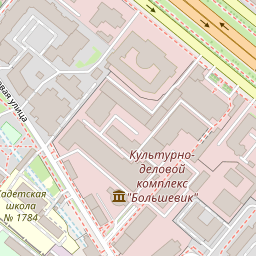 вая улица
Культурно-
деловой
комплекс
"Большевик"
Кадетская
школа
№ 1784